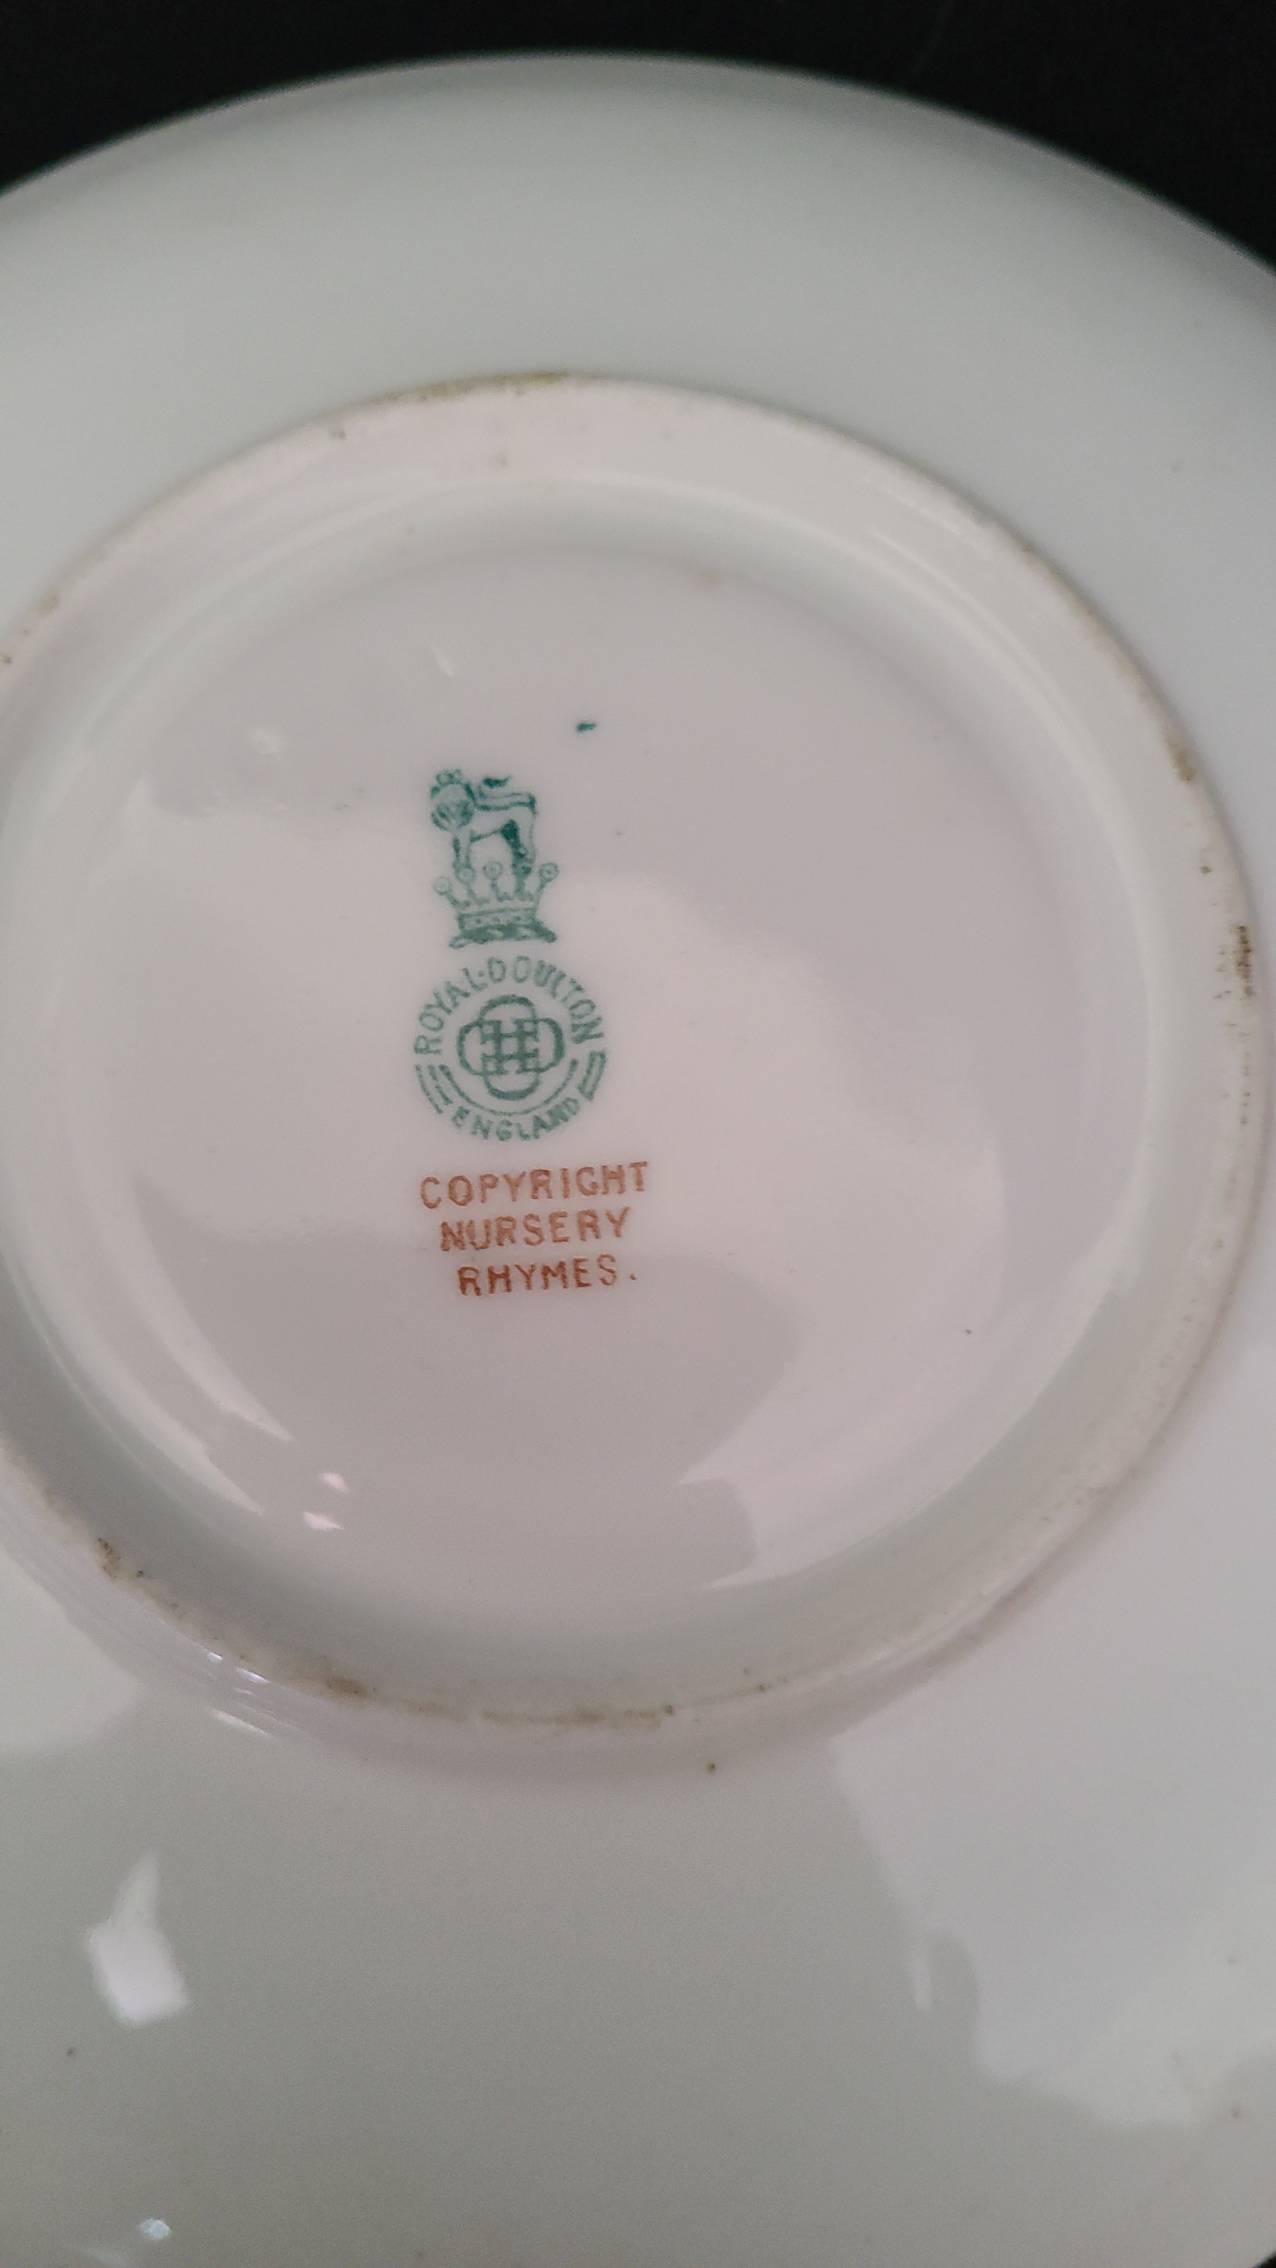 ROYAL·DOULTON
ENGLAND
COPYRIGHT
NURSERY
RHYMES.